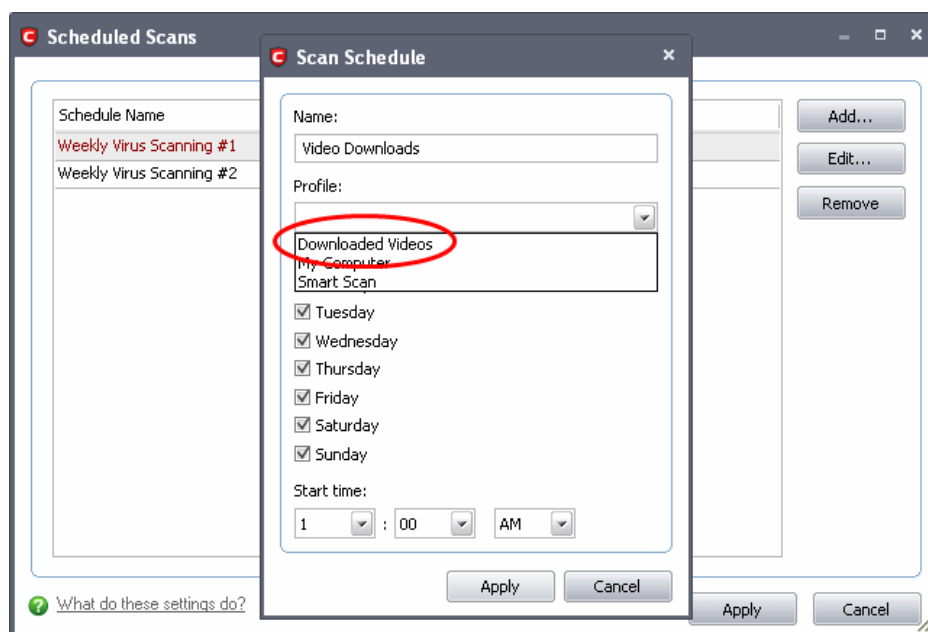 Scheduled Scans
Scan Schedule
Schedule Name
Weekly Virus Scanning #1
Weekly Virus Scanning #2
Name:
Video Downloads
Profile:
Downloaded Videos
My Computer
Smart Scan
Tuesday
Wednesday
Thursday
Friday
Saturday
Sunday
Start time:
1 : 00 AM
Apply Cancel
Add...
Edit...
Remove
What do these settings do?
Apply Cancel